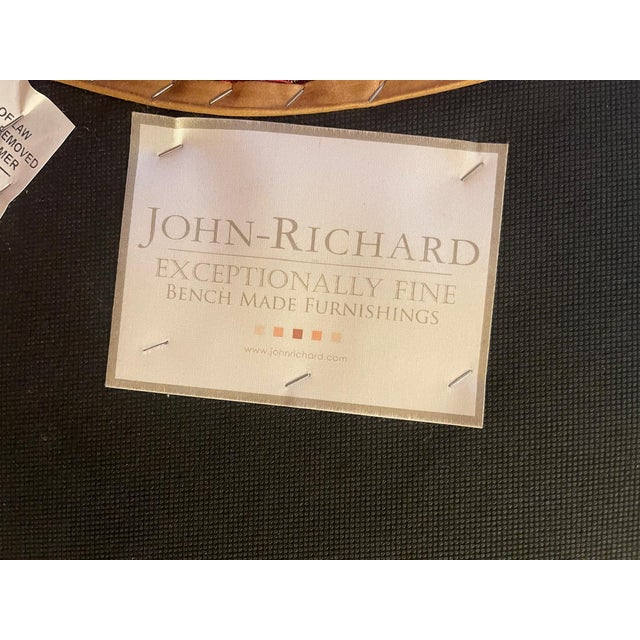 OF LAW
REMOVED
MER
JOHN-RICHARD
EXCEPTIONALLY FINE
BENCH MADE FURNISHINGS
www.johnrichard.com